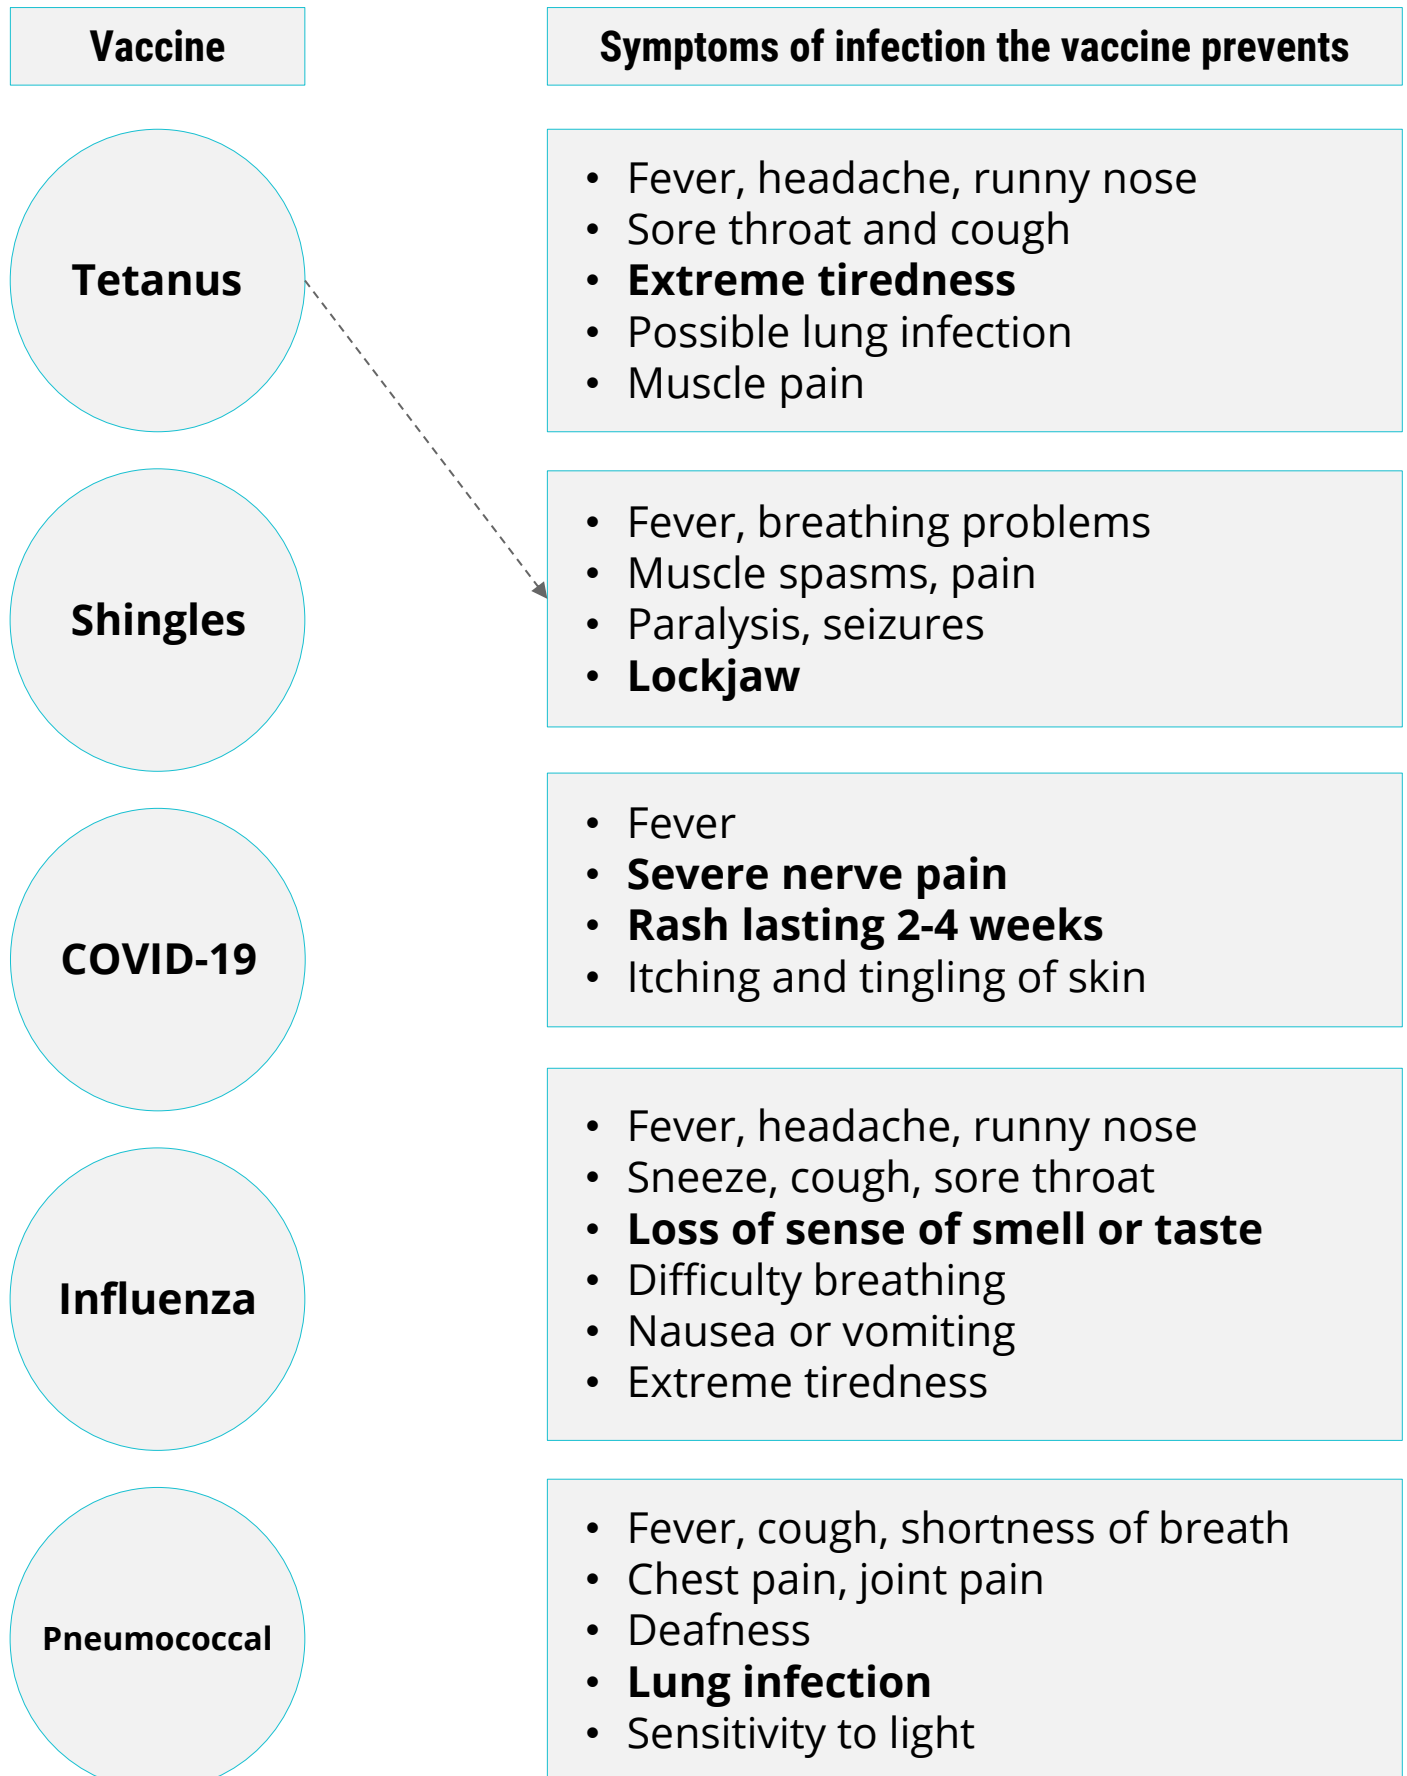 Vaccine
Symptoms of infection the vaccine prevents
Tetanus
• Fever, headache, runny nose
• Sore throat and cough
• Extreme tiredness
• Possible lung infection
• Muscle pain
Shingles
• Fever, breathing problems
• Muscle spasms, pain
• Paralysis, seizures
• Lockjaw
COVID-19
• Fever
• Severe nerve pain
• Rash lasting 2-4 weeks
• Itching and tingling of skin
Influenza
• Fever, headache, runny nose
• Sneeze, cough, sore throat
• Loss of sense of smell or taste
• Difficulty breathing
• Nausea or vomiting
• Extreme tiredness
Pneumococcal
• Fever, cough, shortness of breath
• Chest pain, joint pain
• Deafness
• Lung infection
• Sensitivity to light